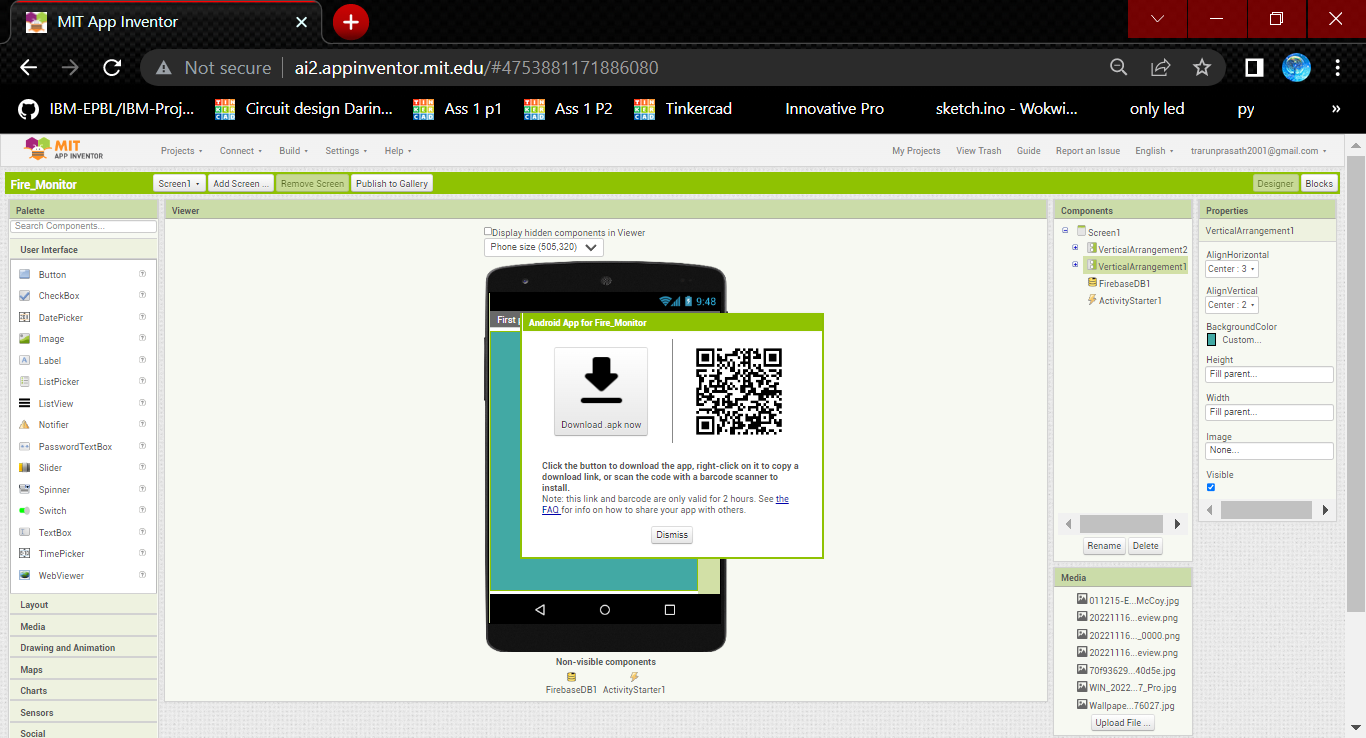 MIT App Inventor
Not secure
ai2.appinventor.mit.edu/#4753881171886080
IBM-EPBL/IBM-Proj...
Circuit design Darin...
Ass 1 p1
Ass 1 P2
Tinkercad
Innovative Pro
sketch.ino - Wokwi...
only led
py
»
MIT
APP INVENTOR
Projects
Connect
Build
Settings
Help
My Projects
View Trash
Guide
Report an Issue
English
trarunprasath2001@gmail.com
Fire_Monitor
Screen1
Add Screen ...
Remove Screen
Publish to Gallery
Designer
Blocks
Palette
Search Components...
User Interface
Button
CheckBox
DatePicker
Image
Label
ListPicker
ListView
Notifier
PasswordTextBox
Slider
Spinner
Switch
TextBox
TimePicker
WebViewer
Layout
Media
Drawing and Animation
Maps
Charts
Sensors
Social
Viewer
Display hidden components in Viewer
Phone size (505,320)
9:48
First
Android App for Fire_Monitor
Download .apk now
Click the button to download the app, right-click on it to copy a
download link, or scan the code with a barcode scanner to
install.
Note: this link and barcode are only valid for 2 hours. See the
FAQ for info on how to share your app with others.
Dismiss
Non-visible components
FirebaseDB1
ActivityStarter1
Components
Screen1
VerticalArrangement2
VerticalArrangement1
FirebaseDB1
ActivityStarter1
Rename
Delete
Media
011215-E...McCoy.jpg
20221116...eview.png
20221116..._0000.png
20221116...eview.png
70f93629...40d5e.jpg
WIN_2022...7_Pro.jpg
Wallpape...76027.jpg
Upload File ...
Properties
VerticalArrangement1
AlignHorizontal
Center : 3
AlignVertical
Center : 2
BackgroundColor
Custom...
Height
Fill parent...
Width
Fill parent...
Image
None...
Visible